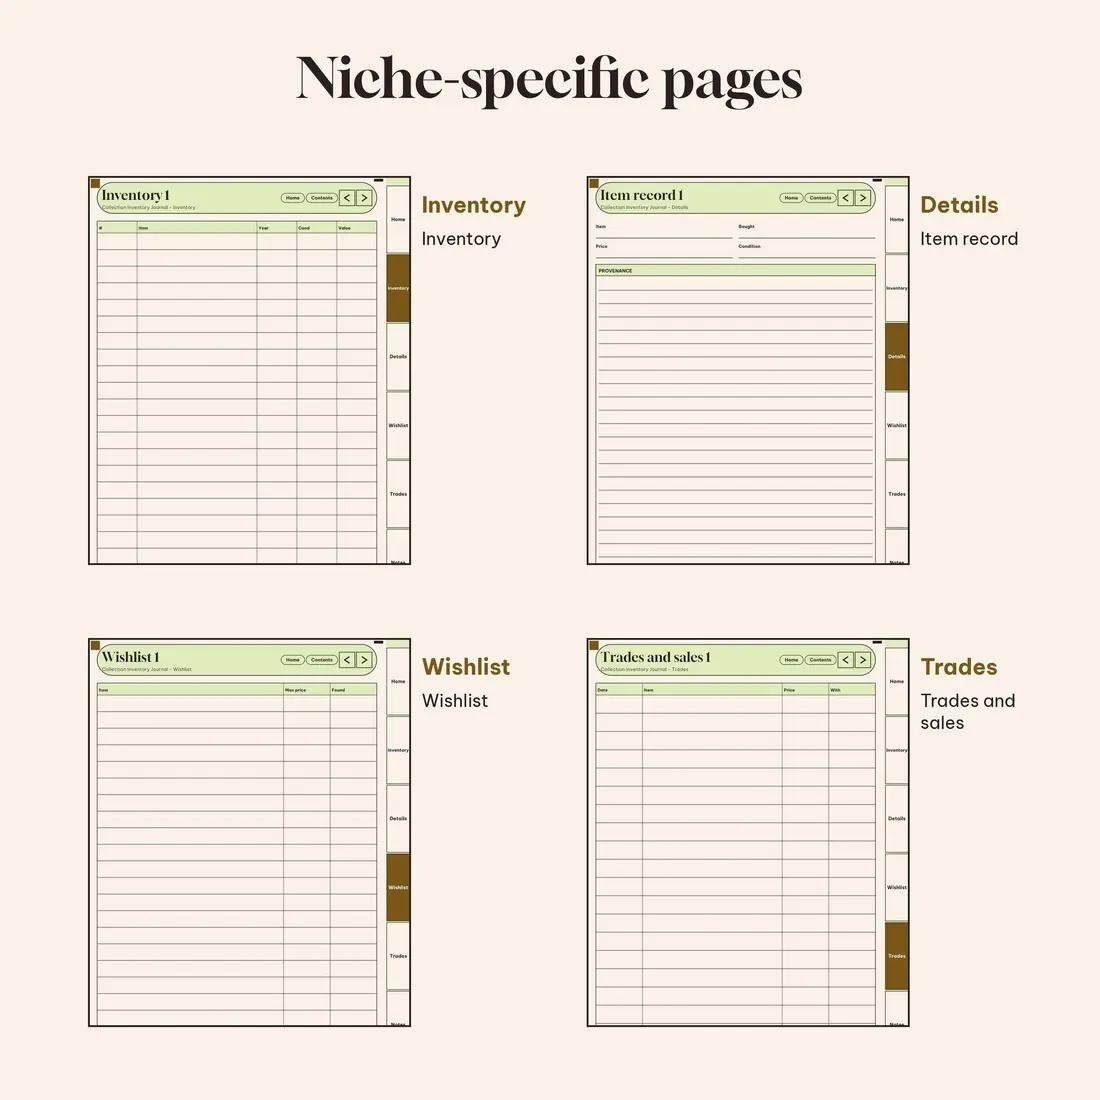 Niche-specific pages
Inventory 1
Collection Inventory Journal - Inventory
Home
Contents
<
>
# Item Year Cond Value
Home
Inventory
Details
Wishlist
Trades
Notes
Inventory
Inventory
Item record 1
Collection Inventory Journal - Details
Home
Contents
<
>
Item Bought
Price Condition
PROVENANCE
Home
Inventory
Details
Wishlist
Trades
Notes
Details
Item record
Wishlist 1
Collection Inventory Journal - Wishlist
Home
Contents
<
>
Item Max price Found
Home
Inventory
Details
Wishlist
Trades
Notes
Wishlist
Wishlist
Trades and sales 1
Collection Inventory Journal - Trades
Home
Contents
<
>
Date Item Price With
Home
Inventory
Details
Wishlist
Trades
Notes
Trades
Trades and
sales